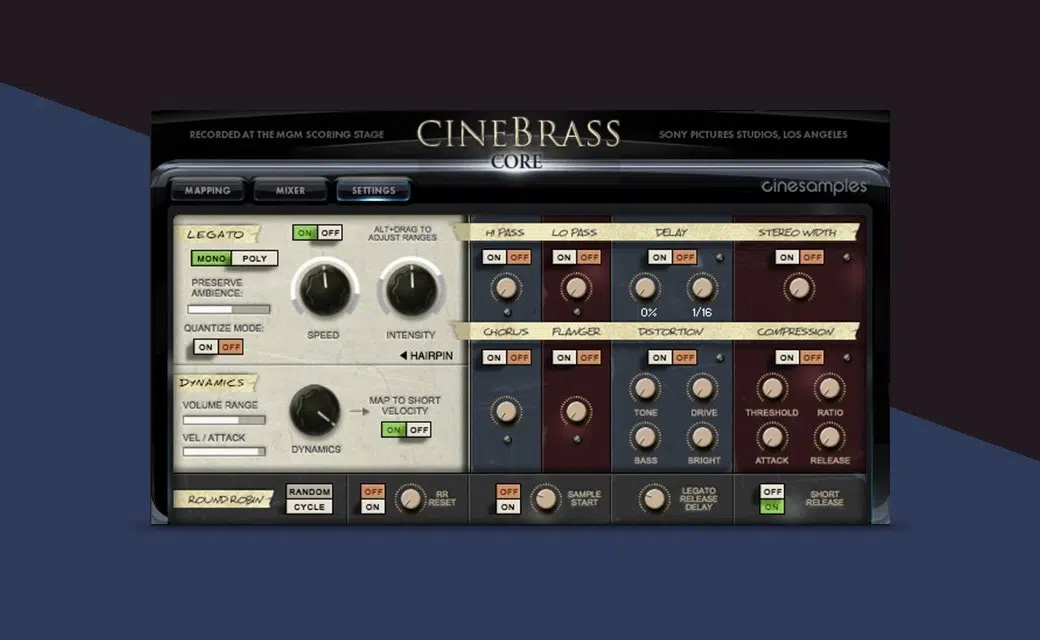 RECORDED AT THE MGM SCORING STAGE
CINEBRASS
CORE
SONY PICTURES STUDIOS, LOS ANGELES
MAPPING
MIXER
SETTINGS
cinesamples
LEGATO
ON OFF
ALT+DRAG TO
ADJUST RANGES
MONO POLY
PRESERVE
AMBIENCE:
QUANTIZE MODE:
ON OFF
SPEED
INTENSITY
HAIRPIN
DYNAMICS
VOLUME RANGE
VEL / ATTACK
DYNAMICS
MAP TO SHORT
VELOCITY
ON OFF
HI PASS
LO PASS
DELAY
STEREO WIDTH
ON OFF
ON OFF
ON OFF
ON OFF
0%
1/16
CHORUS
FLANGER
DISTORTION
COMPRESSION
ON OFF
ON OFF
ON OFF
ON OFF
TONE
DRIVE
THRESHOLD
RATIO
BASS
BRIGHT
ATTACK
RELEASE
ROUND ROBIN
RANDOM
CYCLE
OFF
ON
RR
RESET
OFF
ON
SAMPLE
START
LEGATO
RELEASE
DELAY
OFF
ON
SHORT
RELEASE